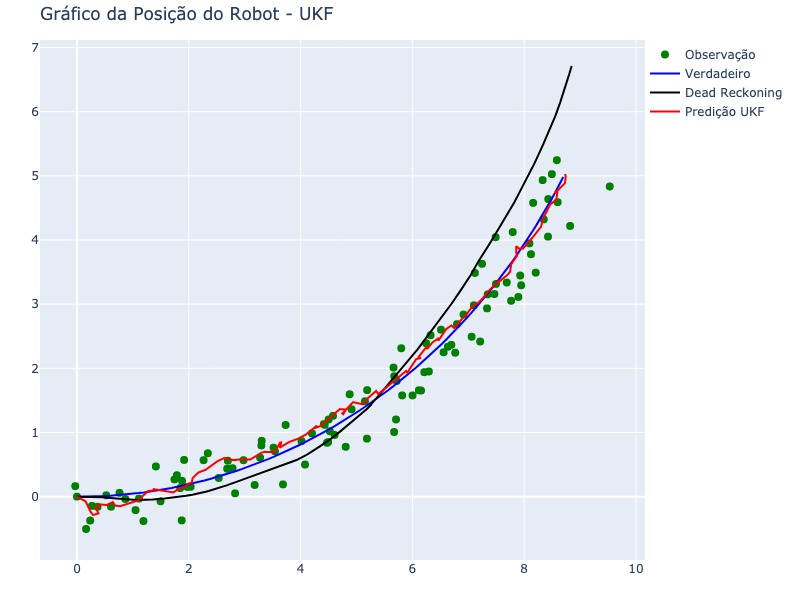 Gráfico da Posição do Robot - UKF
Observação
Verdadeiro
Dead Reckoning
Predição UKF
7
6
5
4
3
2
1
0
0 2 4 6 8 10